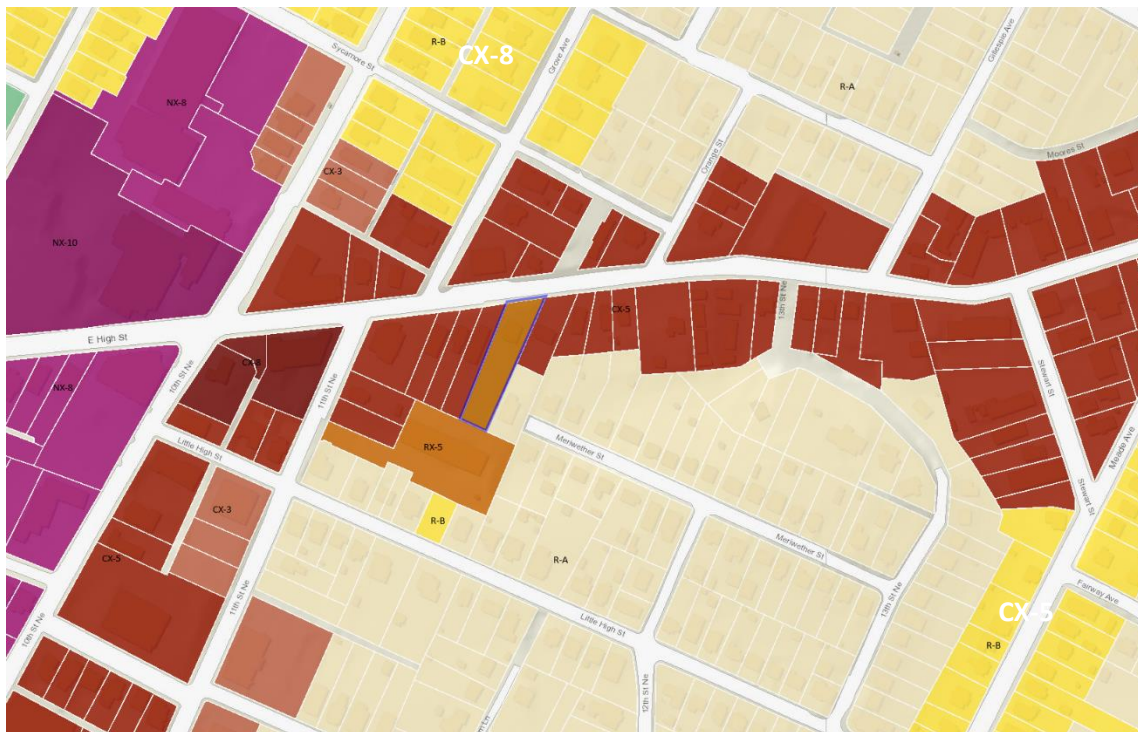 Sycamore St
R-B
CX-8
Grove Ave
Gillespie Ave
R-A
NX-8
Orange St
Moores St
CX-3
NX-10
13th St Ne
CX-5
E High St
10th St Ne
CX-8
11th St Ne
NX-8
Stewart St
Meade Ave
Little High St
RX-5
Meriwether St
Stewart St
CX-3
R-B
CX-5
R-A
Meriwether St
Fairway Ave
11th St Ne
13th St Ne
CX-5
Little High St
R-B
10th St Ne
12th St Ne